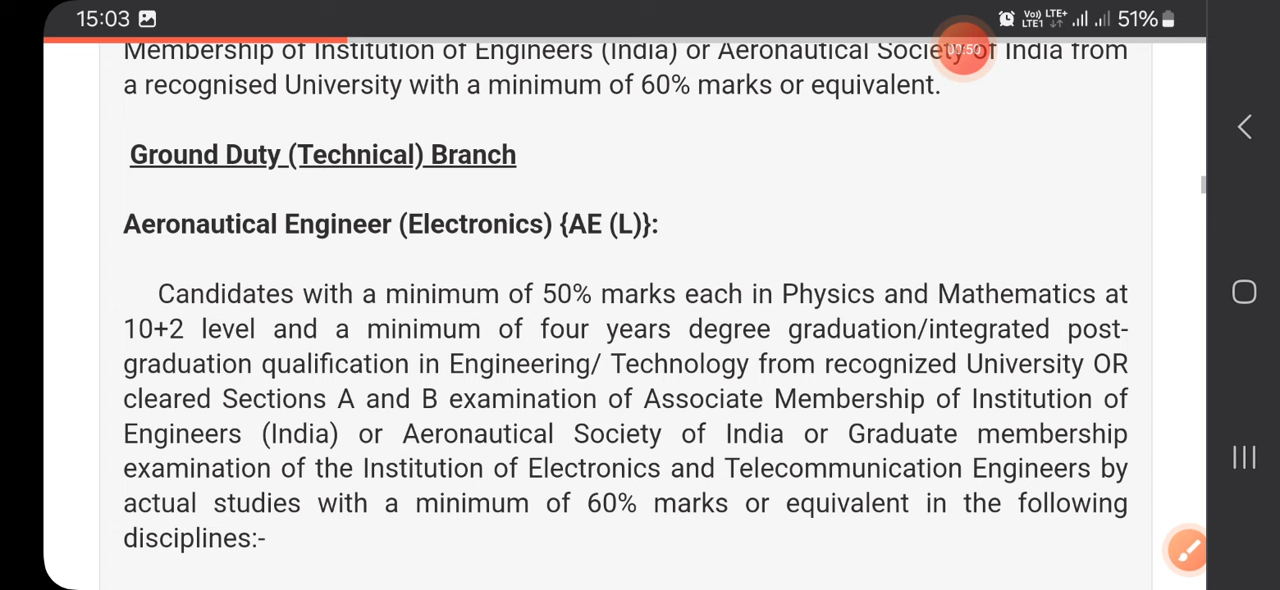 15:03
Vo)) LTE+
LTE1
51%
00:50
Membership of Institution of Engineers (India) or Aeronautical Society of India from
a recognised University with a minimum of 60% marks or equivalent.
Ground Duty (Technical) Branch
Aeronautical Engineer (Electronics) {AE (L)}:
Candidates with a minimum of 50% marks each in Physics and Mathematics at
10+2 level and a minimum of four years degree graduation/integrated post-
graduation qualification in Engineering/ Technology from recognized University OR
cleared Sections A and B examination of Associate Membership of Institution of
Engineers (India) or Aeronautical Society of India or Graduate membership
examination of the Institution of Electronics and Telecommunication Engineers by
actual studies with a minimum of 60% marks or equivalent in the following
disciplines:-